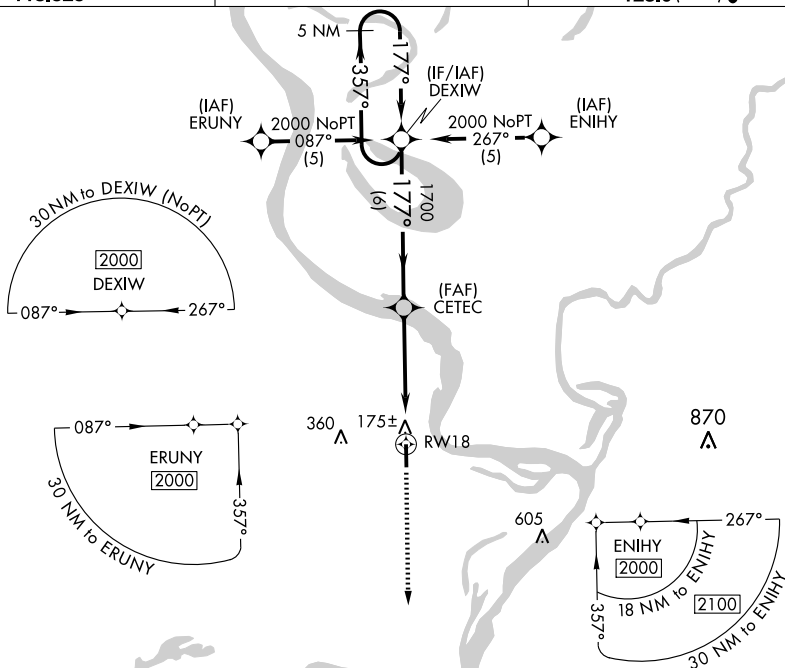 5 NM
177°
357°
(IF/IAF)
DEXIW
(IAF)
ERUNY
2000 NoPT
087°
(5)
2000 NoPT
267°
(5)
(IAF)
ENIHY
1700
177°
(6)
30 NM to DEXIW (NoPT)
2000
DEXIW
087°
267°
(FAF)
CETEC
087°
ERUNY
2000
357°
30 NM to ERUNY
360
175±
RW18
870
605
267°
ENIHY
2000
18 NM to ENIHY
2100
357°
30 NM to ENIHY